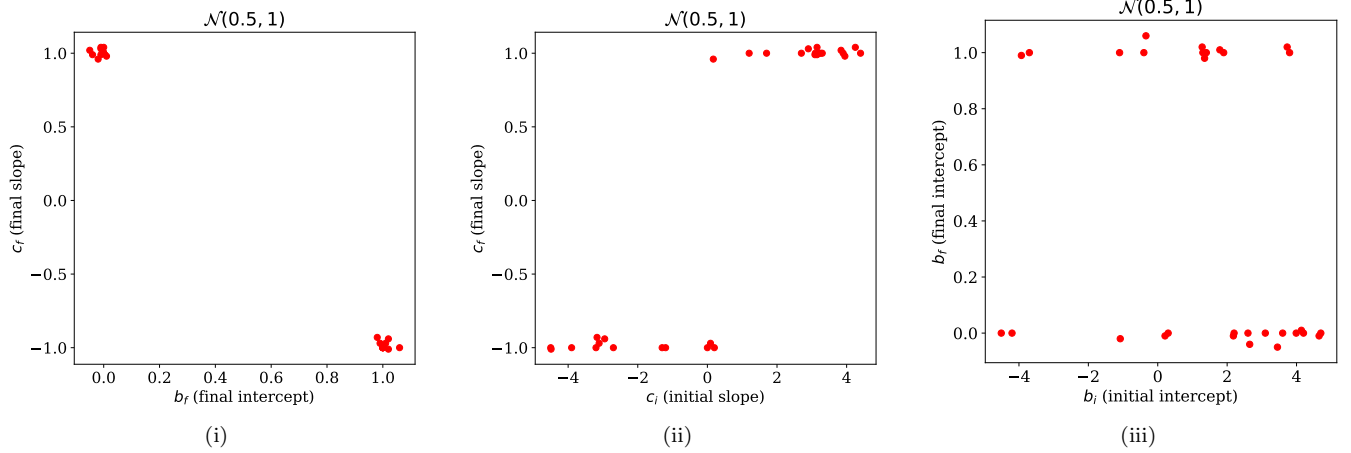 𝒩(0.5, 1)
1.0
0.5
0.0
−0.5
−1.0
c_f (final slope)
0.0 0.2 0.4 0.6 0.8 1.0
b_f (final intercept)
(i)
𝒩(0.5, 1)
1.0
0.5
0.0
−0.5
−1.0
c_f (final slope)
−4 −2 0 2 4
c_i (initial slope)
(ii)
𝒩(0.5, 1)
1.0
0.8
0.6
0.4
0.2
0.0
b_f (final intercept)
−4 −2 0 2 4
b_i (initial intercept)
(iii)